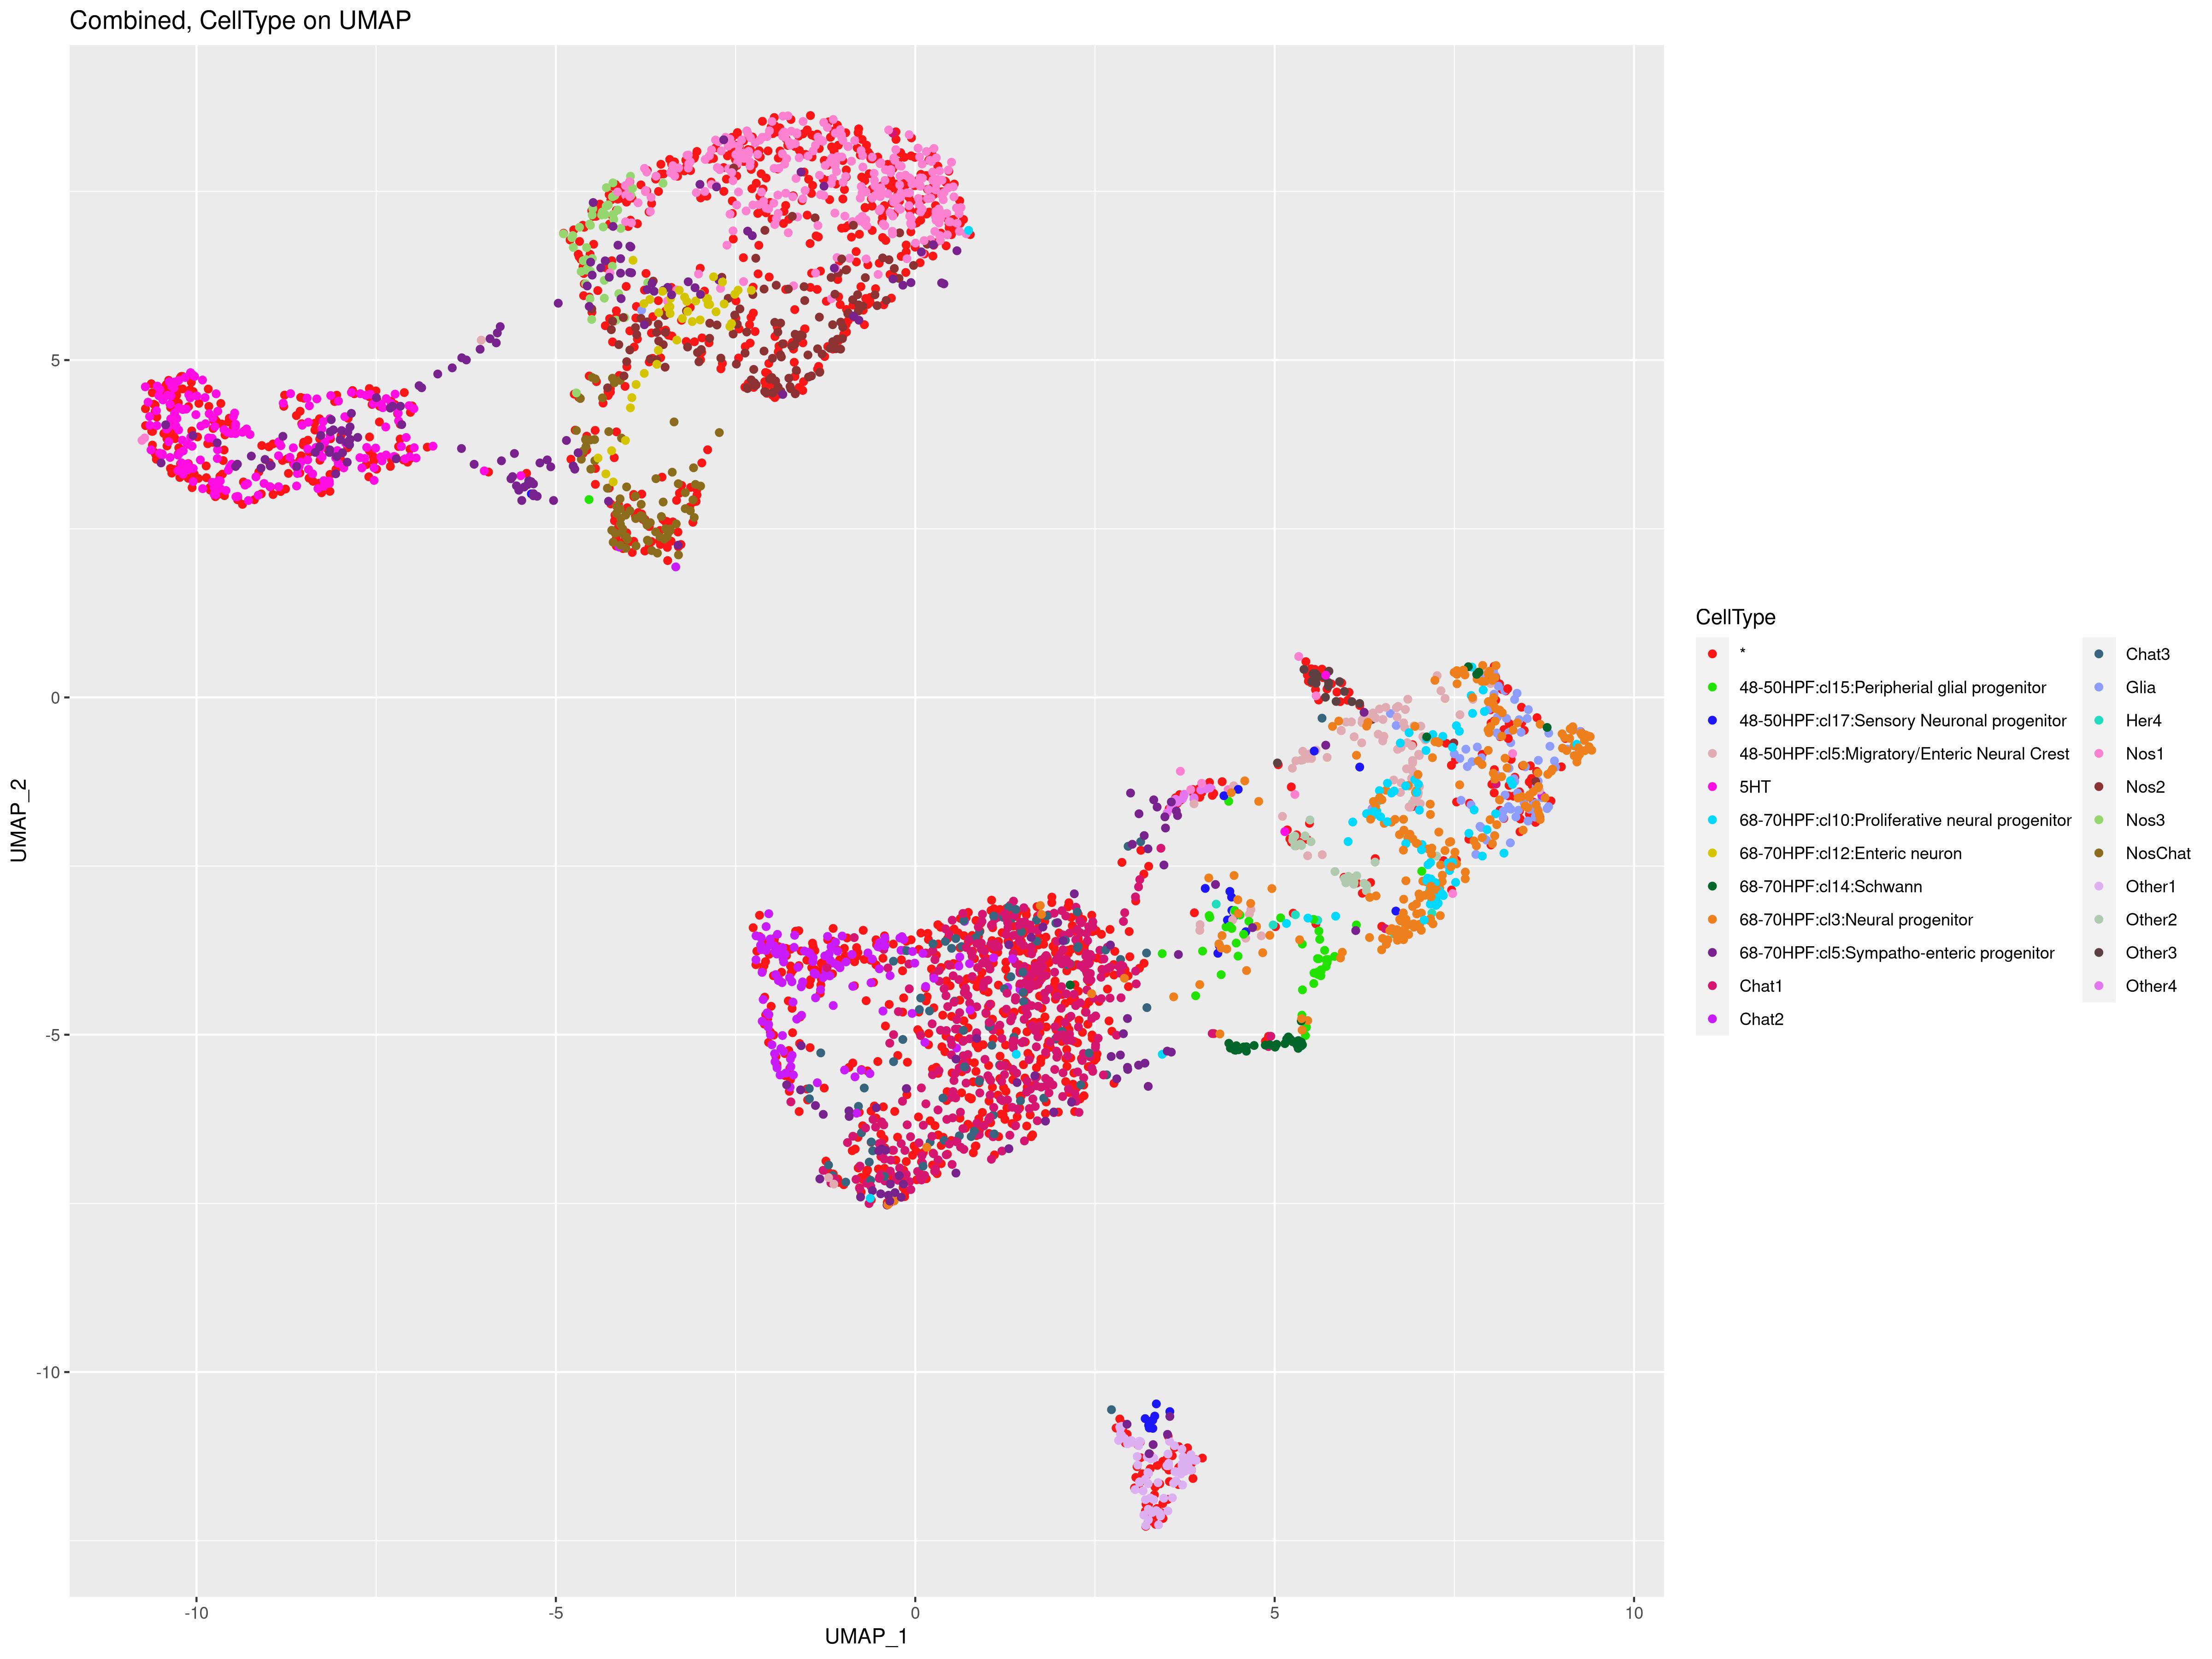 Combined, CellType on UMAP
UMAP_2
5
0
-5
-10
-10
-5
0
5
10
UMAP_1
CellType
*
48-50HPF:cl15:Peripherial glial progenitor
48-50HPF:cl17:Sensory Neuronal progenitor
48-50HPF:cl5:Migratory/Enteric Neural Crest
5HT
68-70HPF:cl10:Proliferative neural progenitor
68-70HPF:cl12:Enteric neuron
68-70HPF:cl14:Schwann
68-70HPF:cl3:Neural progenitor
68-70HPF:cl5:Sympatho-enteric progenitor
Chat1
Chat2
Chat3
Glia
Her4
Nos1
Nos2
Nos3
NosChat
Other1
Other2
Other3
Other4